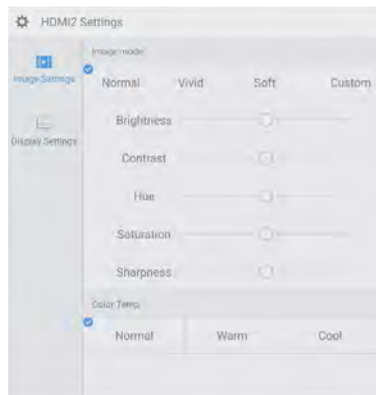 HDMI2 Settings
Image mode
Image Settings
Normal Vivid Soft Custom
Brightness
Display Settings
Contrast
Hue
Saturation
Sharpness
Color Temp
Normal Warm Cool